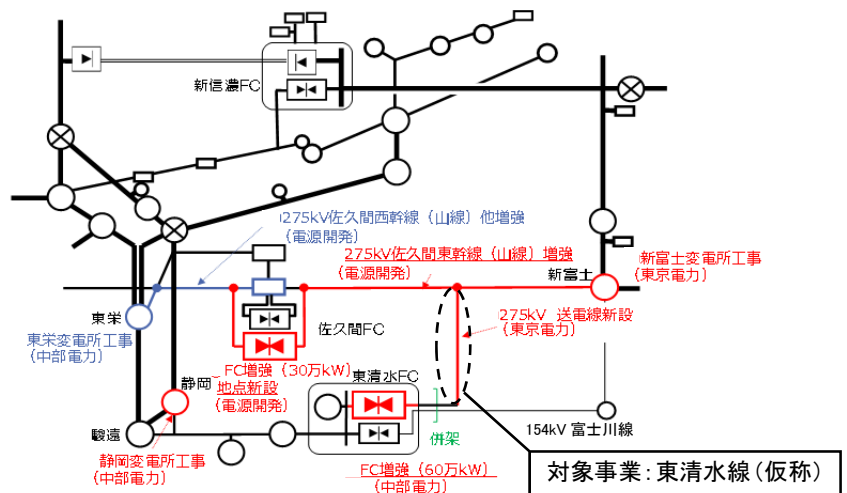 新信濃FC
275kV佐久間西幹線（山線）他増強
（電源開発）
275kV佐久間東幹線（山線）増強
（電源開発）
新富士
新富士変電所工事
（東京電力）
275kV 送電線新設
（東京電力）
東栄
佐久間FC
東栄変電所工事
（中部電力）
静岡
FC増強（30万kW）
地点新設
（電源開発）
東清水FC
併架
154kV 富士川線
駿遠
静岡変電所工事
（中部電力）
FC増強（60万kW）
（中部電力）
対象事業：東清水線（仮称）